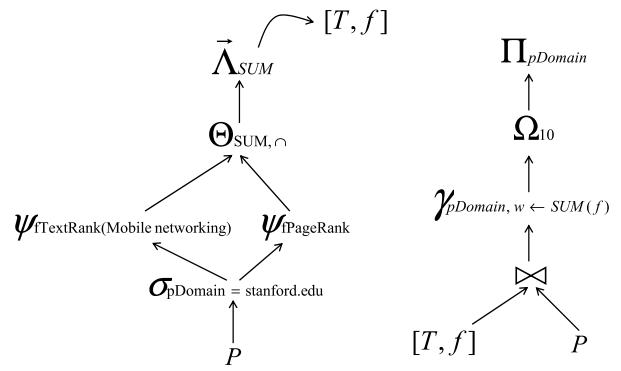 [T, f]
Λ⃗SUM
ΘSUM, ∩
ψfTextRank(Mobile networking) ψfPageRank
σpDomain = stanford.edu
P
ΠpDomain
Ω10
γpDomain, w ← SUM(f)
⋈
[T, f] P